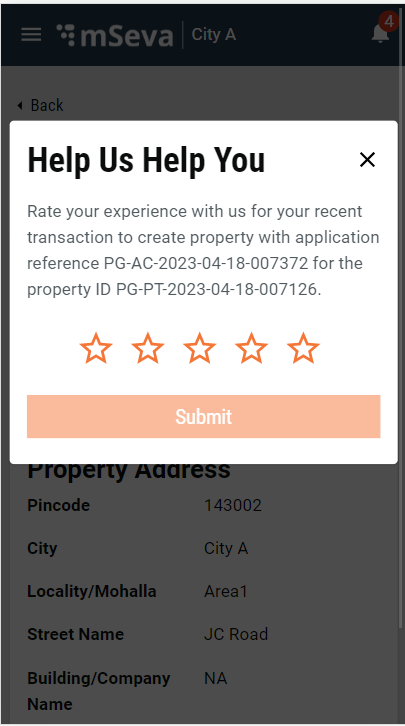 mSeva City A 4
Back
Help Us Help You
Rate your experience with us for your recent
transaction to create property with application
reference PG-AC-2023-04-18-007372 for the
property ID PG-PT-2023-04-18-007126.
Submit
Property Address
Pincode 143002
City City A
Locality/Mohalla Area1
Street Name JC Road
Building/Company NA
Name